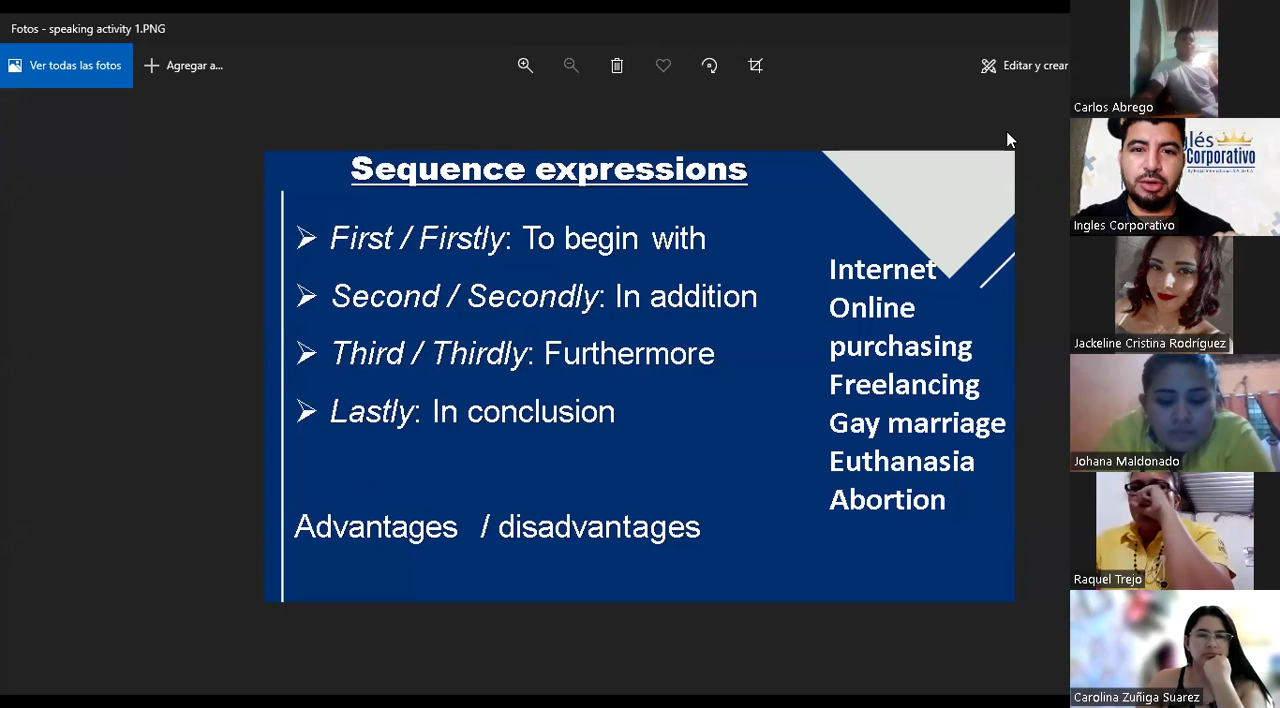 Fotos - speaking activity 1.PNG
Ver todas las fotos
Agregar a...
Editar y crear
Sequence expressions
First / Firstly: To begin with
Second / Secondly: In addition
Third / Thirdly: Furthermore
Lastly: In conclusion
Advantages / disadvantages
Internet
Online
purchasing
Freelancing
Gay marriage
Euthanasia
Abortion
Carlos Abrego
glés
Corporativo
Ingles Corporativo
Jackeline Cristina Rodríguez
Johana Maldonado
Raquel Trejo
Carolina Zuñiga Suarez